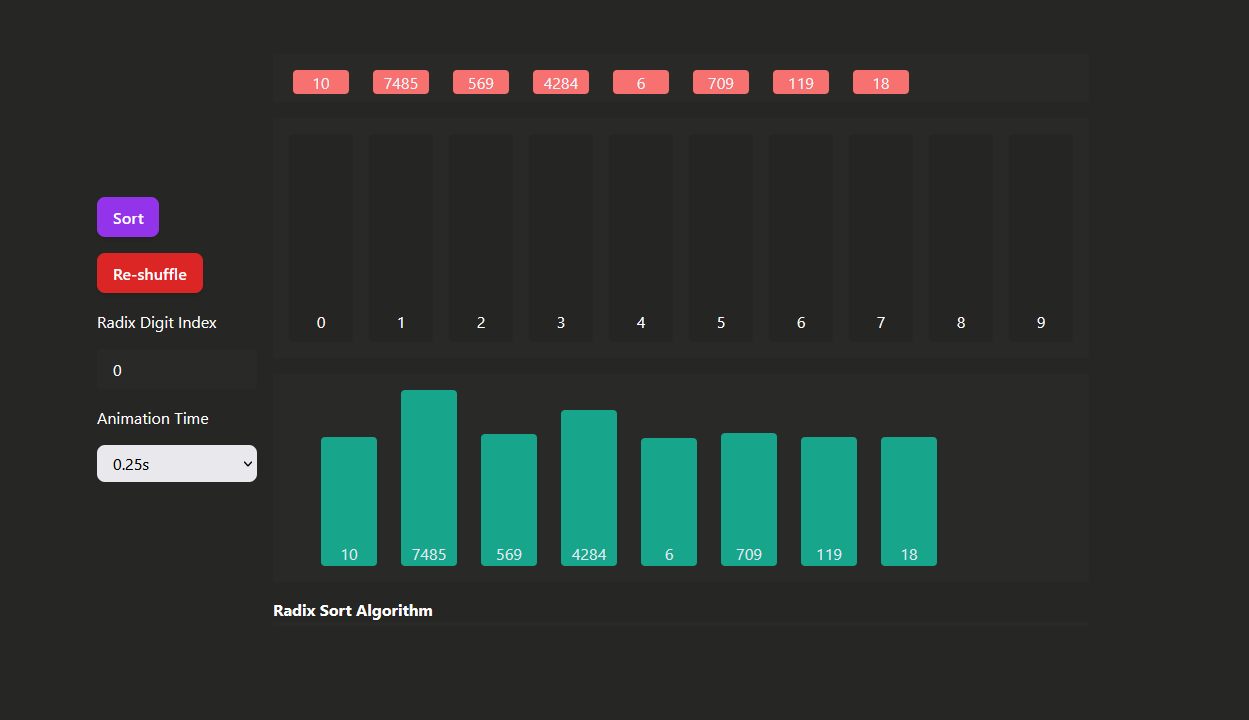 10 7485 569 4284 6 709 119 18
Sort
Re-shuffle
Radix Digit Index
0
Animation Time
0.25s
0 1 2 3 4 5 6 7 8 9
10 7485 569 4284 6 709 119 18
Radix Sort Algorithm